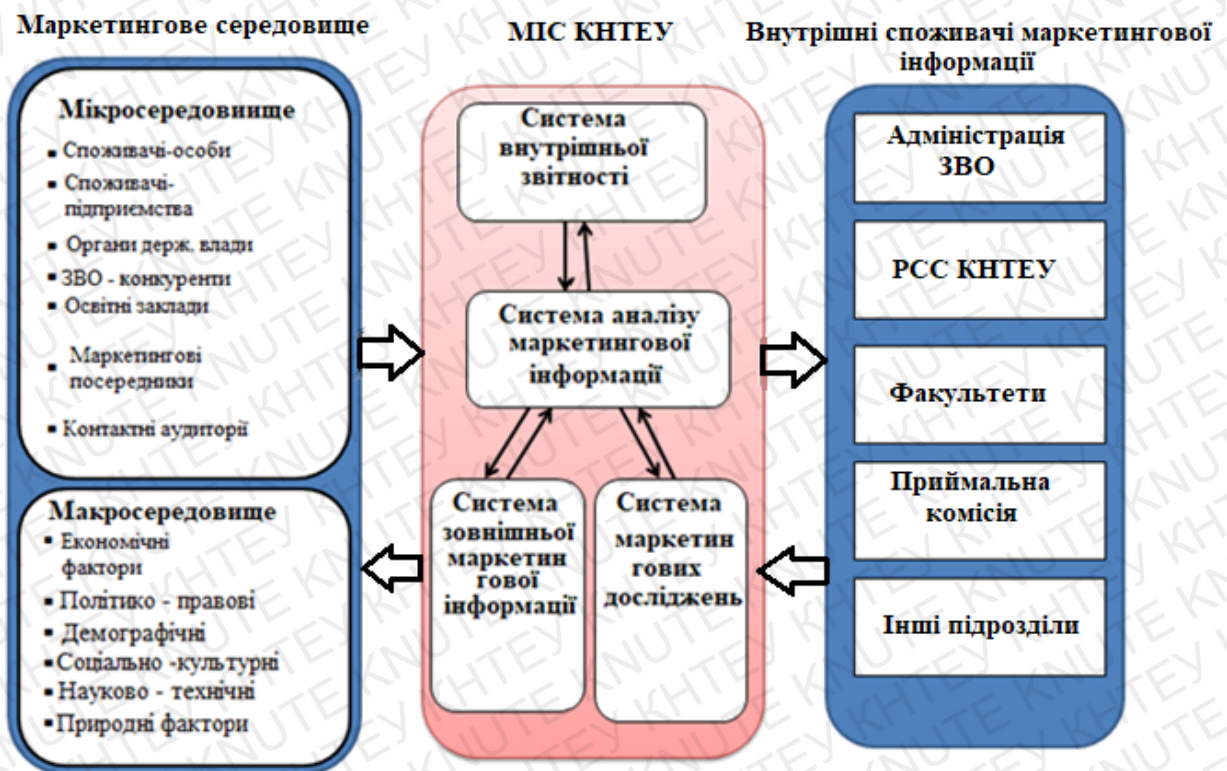 Маркетингове середовище
Мікросередовиище
▪ Споживачі-особи
▪ Споживачі-
підприємства
▪ Органи держ. влади
▪ ЗВО - конкуренти
▪ Освітні заклади
▪ Маркетингові
посередники
▪ Контактні аудиторії
Макросередовище
▪ Економічні
фактори
▪ Політико - правові
▪ Демографічні
▪ Соціально -культурні
▪ Науково - технічні
▪ Природні фактори
МІС КНТЕУ
Система
внутрішньої
звітності
Система аналізу
маркетингової
інформації
Система
зовнішньої
маркетин
гової
інформації
Система
маркетин
гових
досліджень
Внутрішні споживачі маркетингової
інформації
Адміністрація
ЗВО
РСС КНТЕУ
Факультети
Приймальна
комісія
Інші підрозділи
KNUTE КНТЕУ